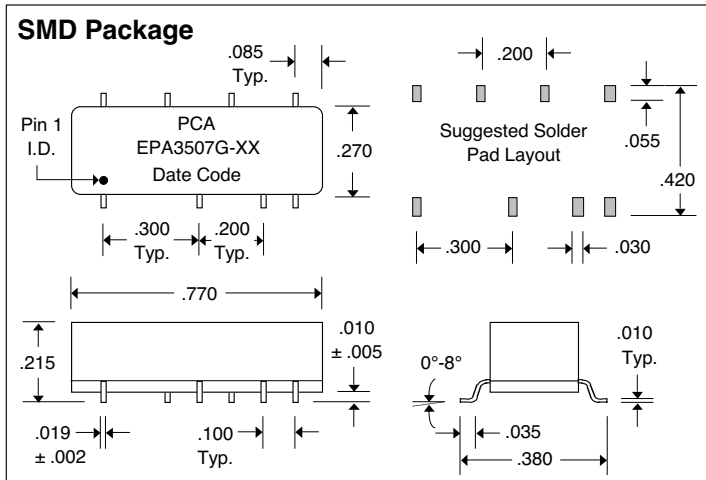 SMD Package
.085
Typ.
Pin 1
I.D.
PCA
EPA3507G-XX
Date Code
.270
.300
Typ.
.200
Typ.
.200
Suggested Solder
Pad Layout
.055
.420
.300
.030
.770
.215
.010
± .005
.019
± .002
.100
Typ.
0°-8°
.010
Typ.
.035
.380